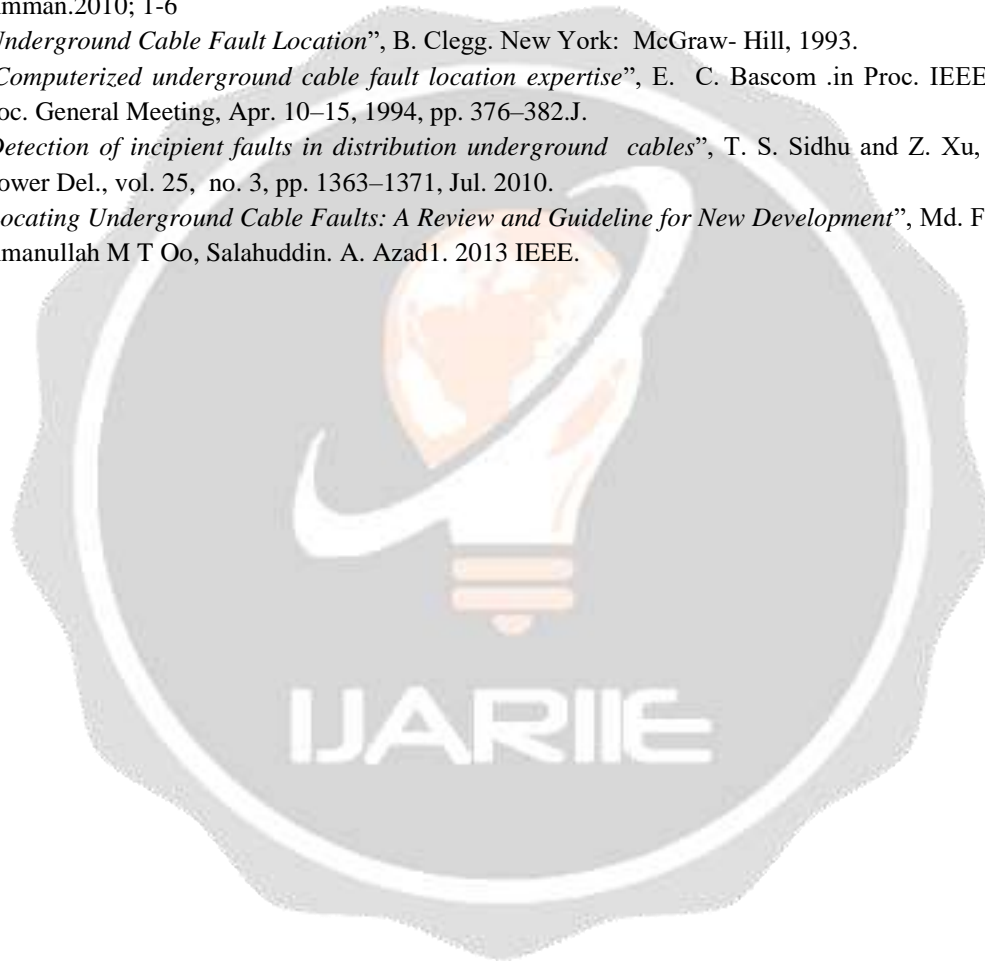 mman.2010; 1-6
Underground Cable Fault Location”, B. Clegg. New York: McGraw- Hill, 1993.
Computerized underground cable fault location expertise”, E. C. Bascom .in Proc. IEEE
oc. General Meeting, Apr. 10–15, 1994, pp. 376–382.J.
Detection of incipient faults in distribution underground cables”, T. S. Sidhu and Z. Xu,
ower Del., vol. 25, no. 3, pp. 1363–1371, Jul. 2010.
ocating Underground Cable Faults: A Review and Guideline for New Development”, Md. F
manullah M T Oo, Salahuddin. A. Azad1. 2013 IEEE.
IJARIIE